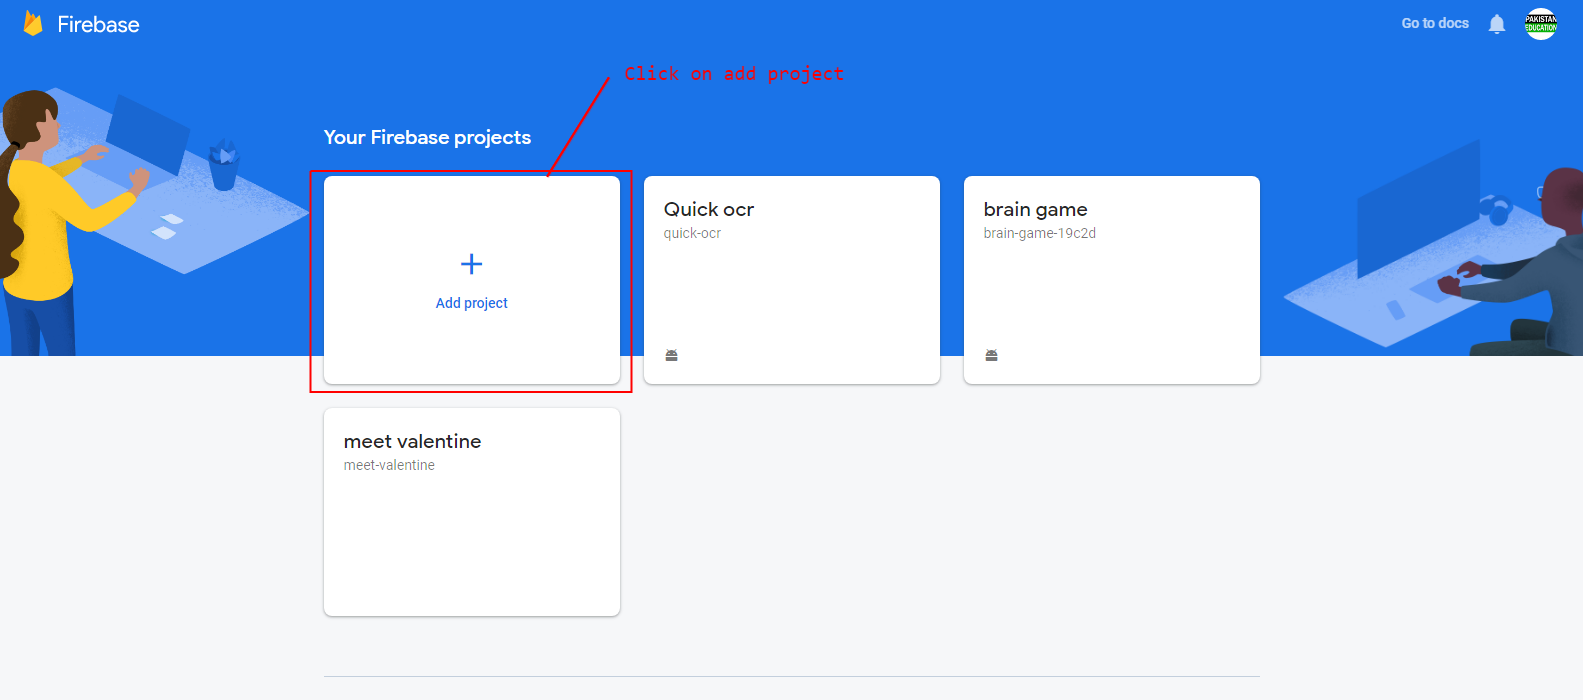 Firebase
Go to docs
PAKISTAN
EDUCATION
Click on add project
Your Firebase projects
Add project
Quick ocr
quick-ocr
brain game
brain-game-19c2d
meet valentine
meet-valentine